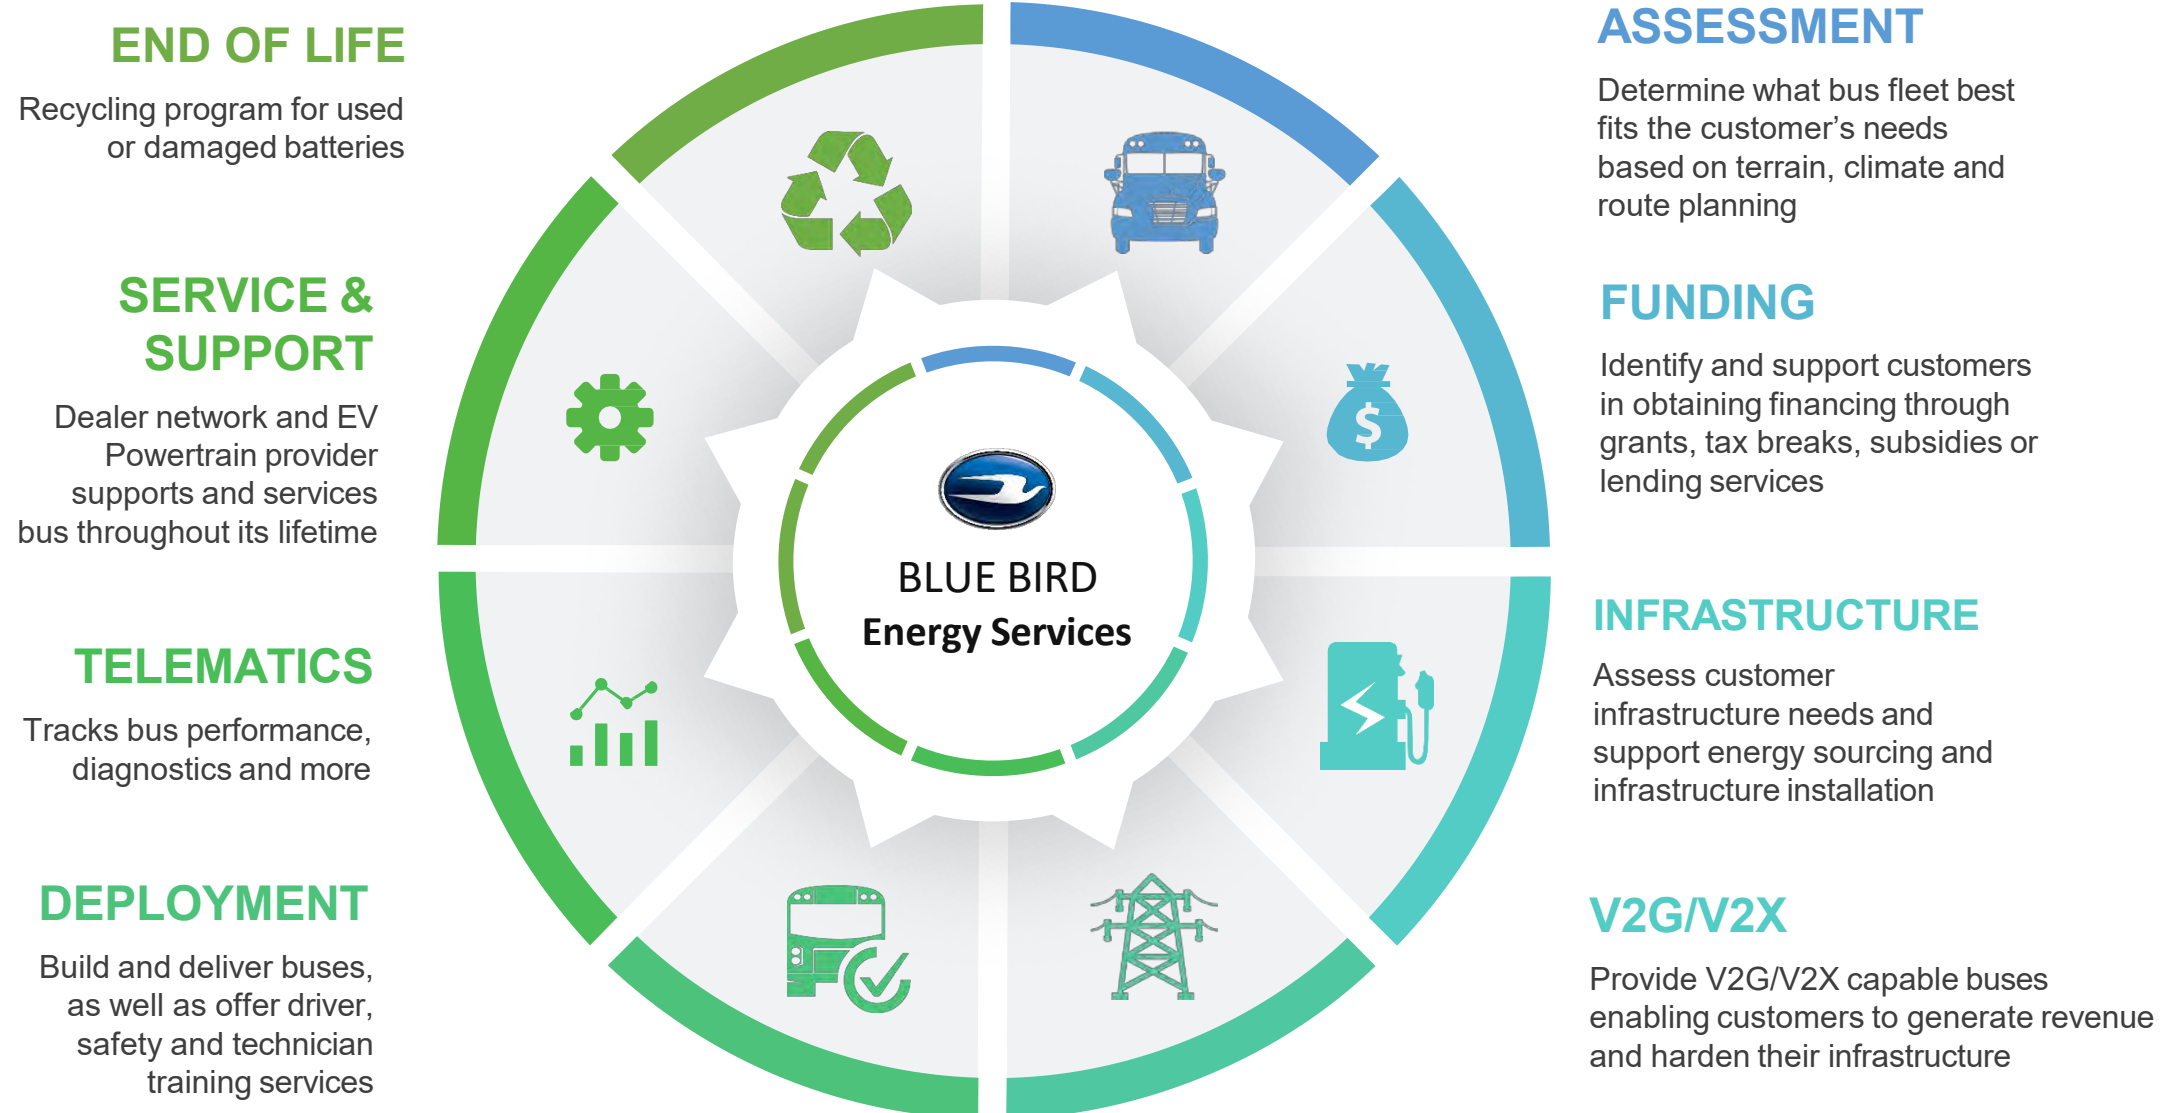 END OF LIFE
Recycling program for used
or damaged batteries
SERVICE &
SUPPORT
Dealer network and EV
Powertrain provider
supports and services
bus throughout its lifetime
TELEMATICS
Tracks bus performance,
diagnostics and more
DEPLOYMENT
Build and deliver buses,
as well as offer driver,
safety and technician
training services
$
BLUE BIRD
Energy Services
ASSESSMENT
Determine what bus fleet best
fits the customer’s needs
based on terrain, climate and
route planning
FUNDING
Identify and support customers
in obtaining financing through
grants, tax breaks, subsidies or
lending services
INFRASTRUCTURE
Assess customer
infrastructure needs and
support energy sourcing and
infrastructure installation
V2G/V2X
Provide V2G/V2X capable buses
enabling customers to generate revenue
and harden their infrastructure